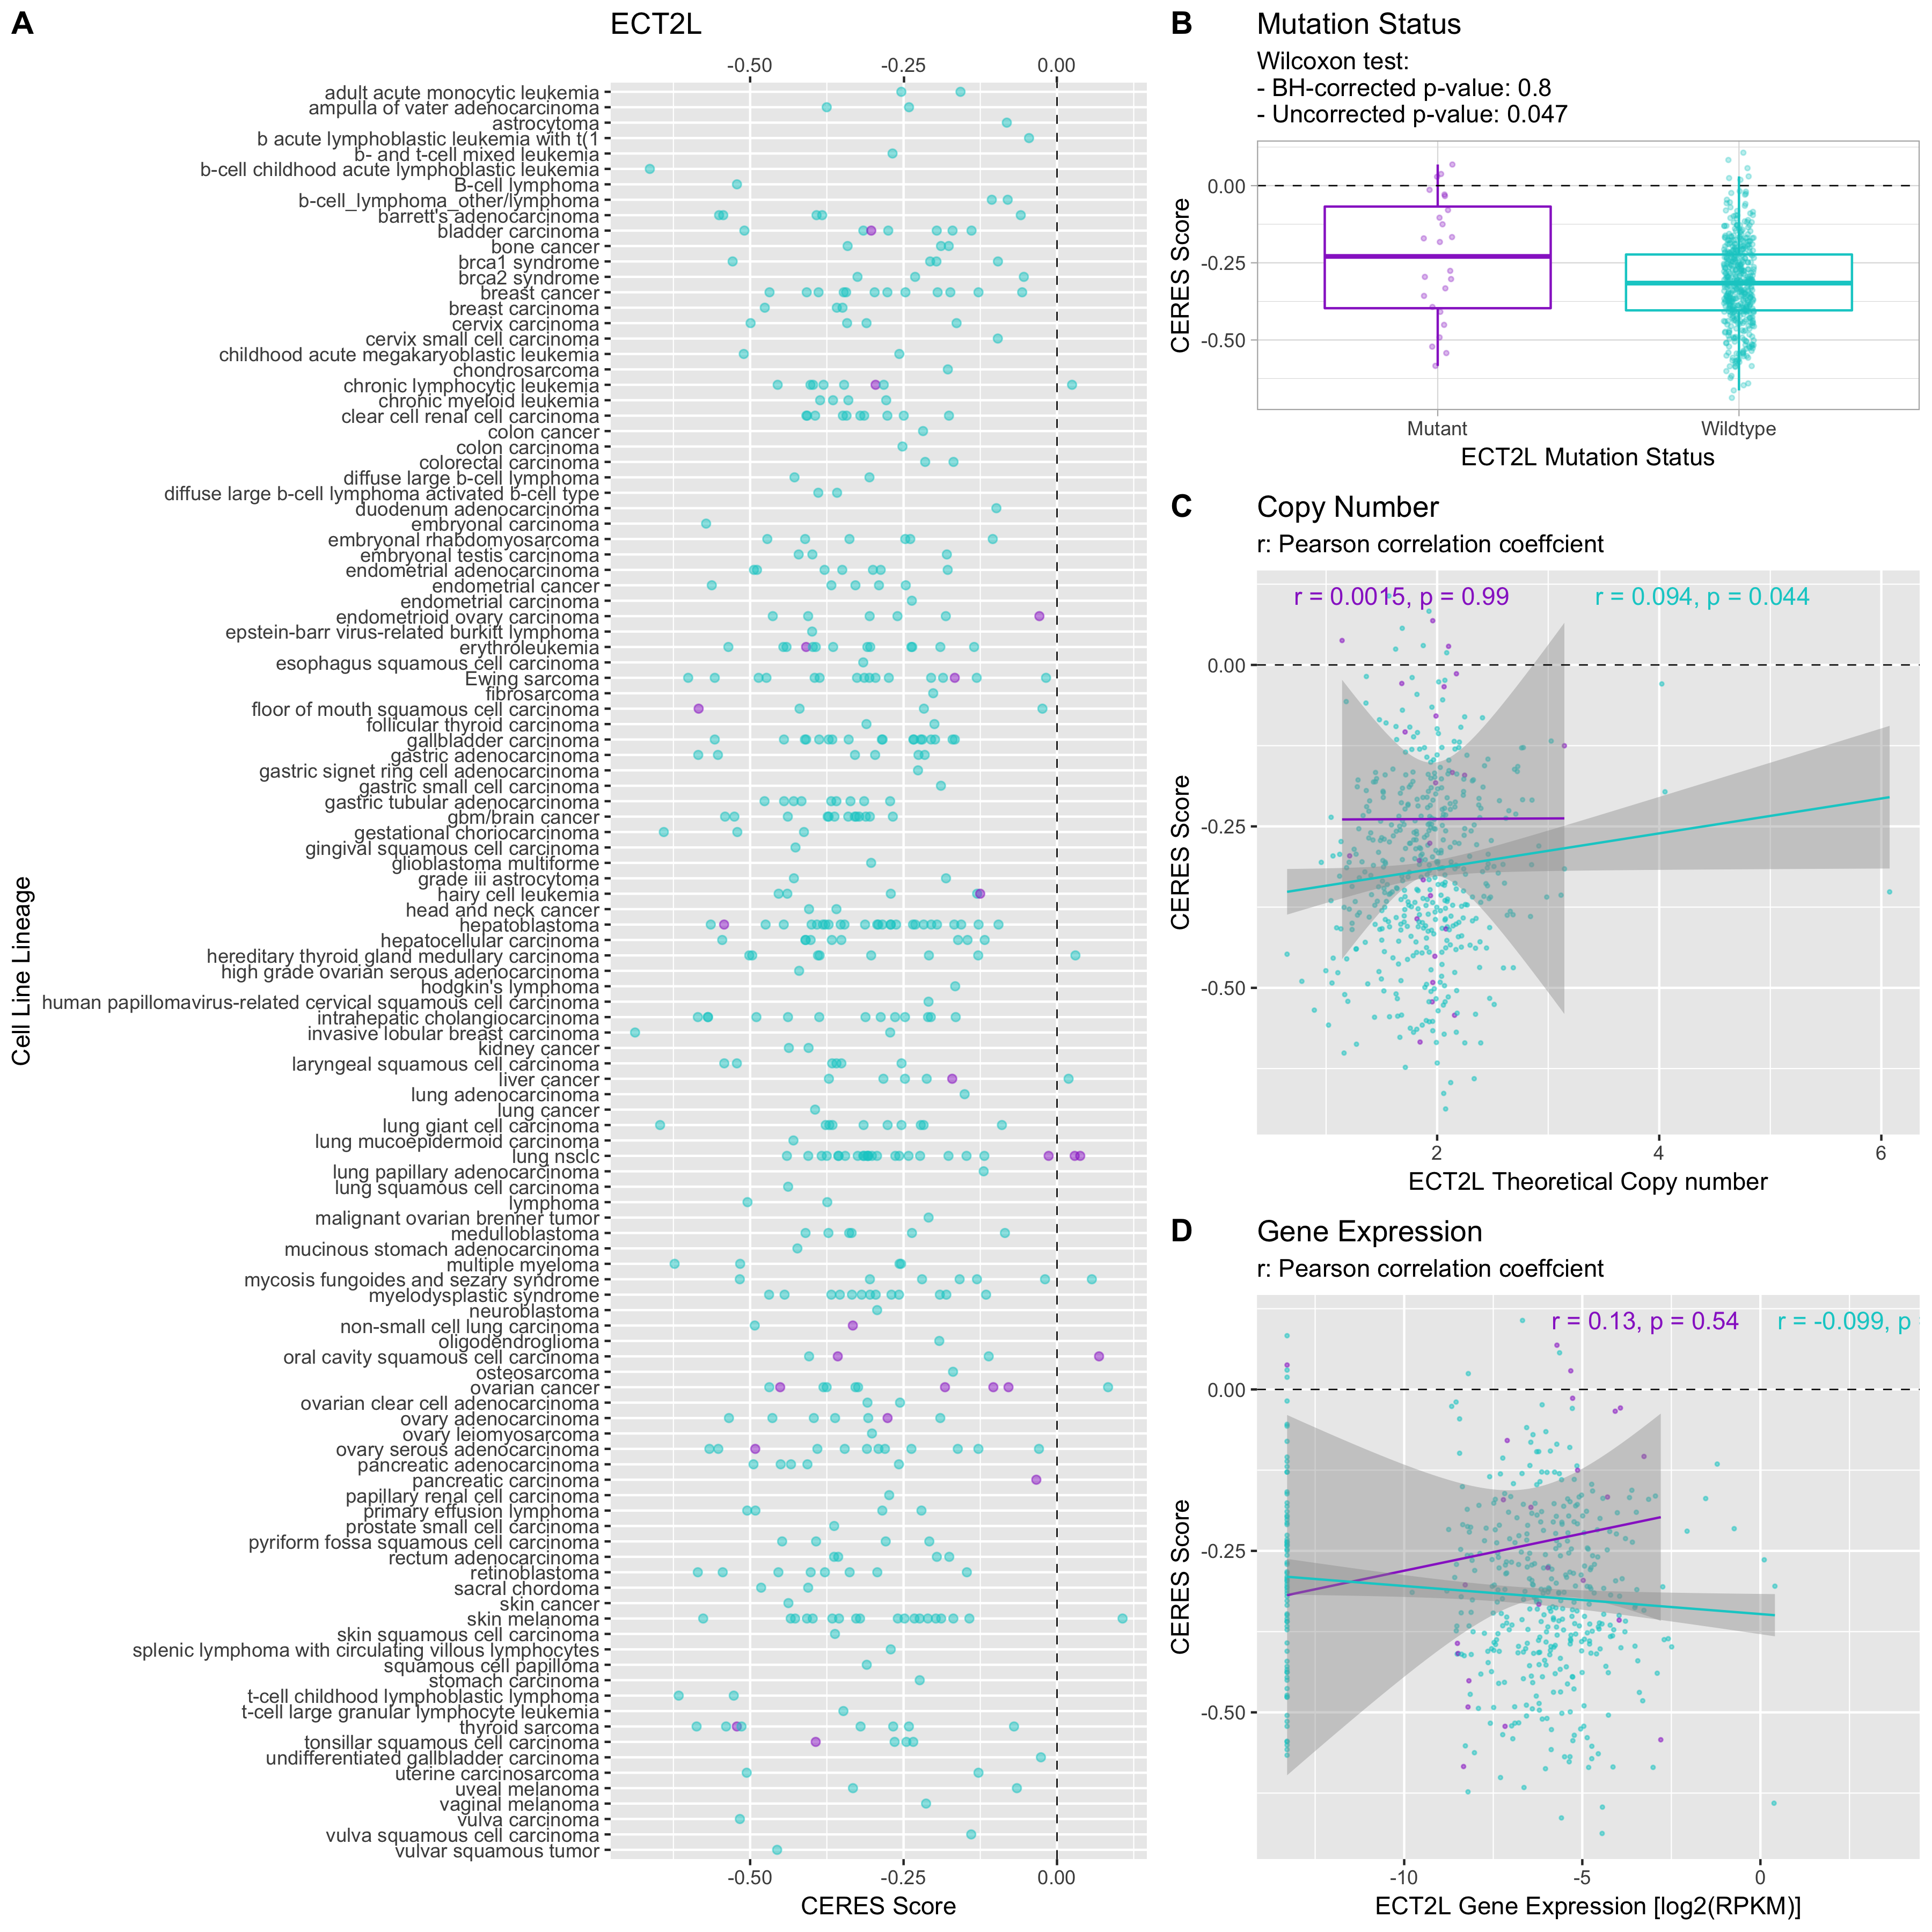 A
ECT2L
-0.50 -0.25 0.00
Cell Line Lineage
adult acute monocytic leukemia
ampulla of vater adenocarcinoma
astrocytoma
b acute lymphoblastic leukemia with t(1
b- and t-cell mixed leukemia
b-cell childhood acute lymphoblastic leukemia
B-cell lymphoma
b-cell_lymphoma_other/lymphoma
barrett's adenocarcinoma
bladder carcinoma
bone cancer
brca1 syndrome
brca2 syndrome
breast cancer
breast carcinoma
cervix carcinoma
cervix small cell carcinoma
childhood acute megakaryoblastic leukemia
chondrosarcoma
chronic lymphocytic leukemia
chronic myeloid leukemia
clear cell renal cell carcinoma
colon cancer
colon carcinoma
colorectal carcinoma
diffuse large b-cell lymphoma
diffuse large b-cell lymphoma activated b-cell type
duodenum adenocarcinoma
embryonal carcinoma
embryonal rhabdomyosarcoma
embryonal testis carcinoma
endometrial adenocarcinoma
endometrial cancer
endometrial carcinoma
endometrioid ovary carcinoma
epstein-barr virus-related burkitt lymphoma
erythroleukemia
esophagus squamous cell carcinoma
Ewing sarcoma
fibrosarcoma
floor of mouth squamous cell carcinoma
follicular thyroid carcinoma
gallbladder carcinoma
gastric adenocarcinoma
gastric signet ring cell adenocarcinoma
gastric small cell carcinoma
gastric tubular adenocarcinoma
gbm/brain cancer
gestational choriocarcinoma
gingival squamous cell carcinoma
glioblastoma multiforme
grade iii astrocytoma
hairy cell leukemia
head and neck cancer
hepatoblastoma
hepatocellular carcinoma
hereditary thyroid gland medullary carcinoma
high grade ovarian serous adenocarcinoma
hodgkin's lymphoma
human papillomavirus-related cervical squamous cell carcinoma
intrahepatic cholangiocarcinoma
invasive lobular breast carcinoma
kidney cancer
laryngeal squamous cell carcinoma
liver cancer
lung adenocarcinoma
lung cancer
lung giant cell carcinoma
lung mucoepidermoid carcinoma
lung nsclc
lung papillary adenocarcinoma
lung squamous cell carcinoma
lymphoma
malignant ovarian brenner tumor
medulloblastoma
mucinous stomach adenocarcinoma
multiple myeloma
mycosis fungoides and sezary syndrome
myelodysplastic syndrome
neuroblastoma
non-small cell lung carcinoma
oligodendroglioma
oral cavity squamous cell carcinoma
osteosarcoma
ovarian cancer
ovarian clear cell adenocarcinoma
ovary adenocarcinoma
ovary leiomyosarcoma
ovary serous adenocarcinoma
pancreatic adenocarcinoma
pancreatic carcinoma
papillary renal cell carcinoma
primary effusion lymphoma
prostate small cell carcinoma
pyriform fossa squamous cell carcinoma
rectum adenocarcinoma
retinoblastoma
sacral chordoma
skin cancer
skin melanoma
skin squamous cell carcinoma
splenic lymphoma with circulating villous lymphocytes
squamous cell papilloma
stomach carcinoma
t-cell childhood lymphoblastic lymphoma
t-cell large granular lymphocyte leukemia
thyroid sarcoma
tonsillar squamous cell carcinoma
undifferentiated gallbladder carcinoma
uterine carcinosarcoma
uveal melanoma
vaginal melanoma
vulva carcinoma
vulva squamous cell carcinoma
vulvar squamous tumor
-0.50 -0.25 0.00
CERES Score
B
Mutation Status
Wilcoxon test:
- BH-corrected p-value: 0.8
- Uncorrected p-value: 0.047
CERES Score
0.00
-0.25
-0.50
Mutant Wildtype
ECT2L Mutation Status
C
Copy Number
r: Pearson correlation coeffcient
r = 0.0015, p = 0.99 r = 0.094, p = 0.044
CERES Score
0.00
-0.25
-0.50
2 4 6
ECT2L Theoretical Copy number
D
Gene Expression
r: Pearson correlation coeffcient
r = 0.13, p = 0.54 r = -0.099, p
CERES Score
0.00
-0.25
-0.50
-10 -5 0
ECT2L Gene Expression [log2(RPKM)]